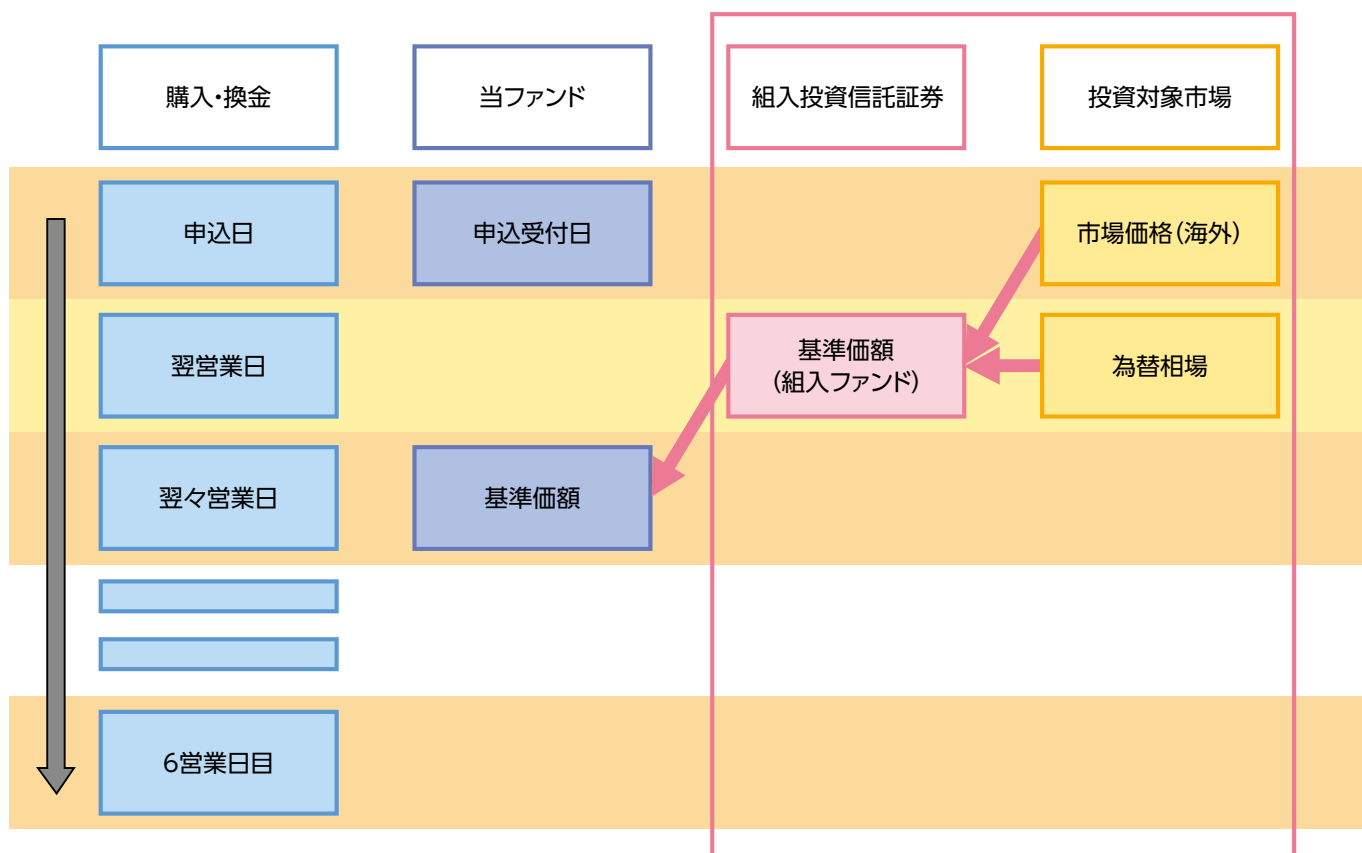 購入・換金
当ファンド
組入投資信託証券
投資対象市場
申込日
申込受付日
市場価格(海外)
翌営業日
基準価額
(組入ファンド)
為替相場
翌々営業日
基準価額
6営業日目